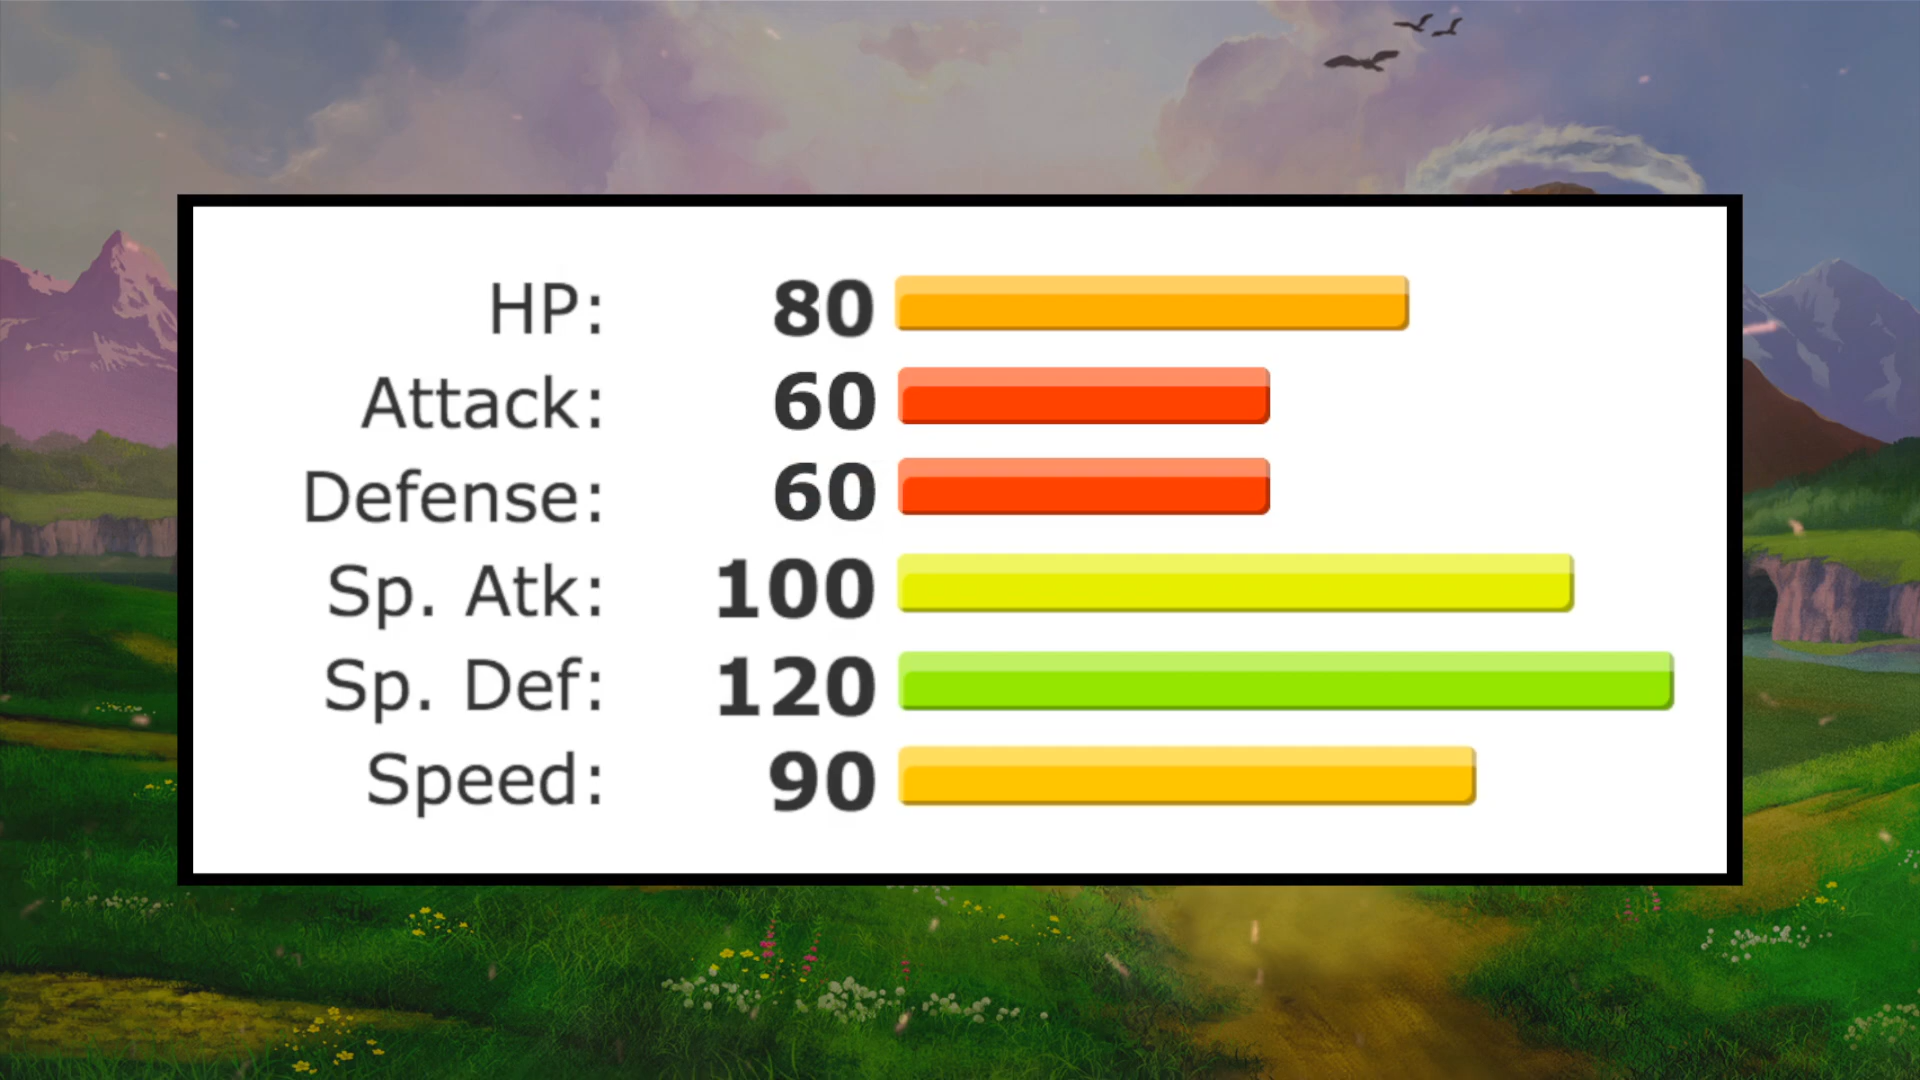 HP: 80
Attack: 60
Defense: 60
Sp. Atk: 100
Sp. Def: 120
Speed: 90